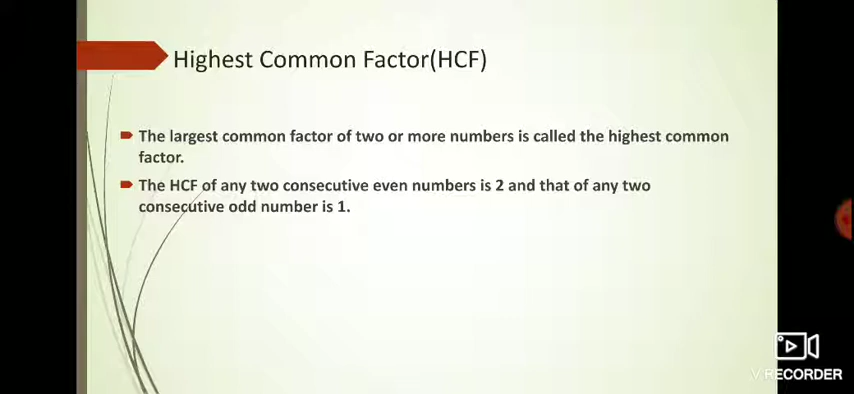 Highest Common Factor(HCF)
The largest common factor of two or more numbers is called the highest common
factor.
The HCF of any two consecutive even numbers is 2 and that of any two
consecutive odd number is 1.
V RECORDER